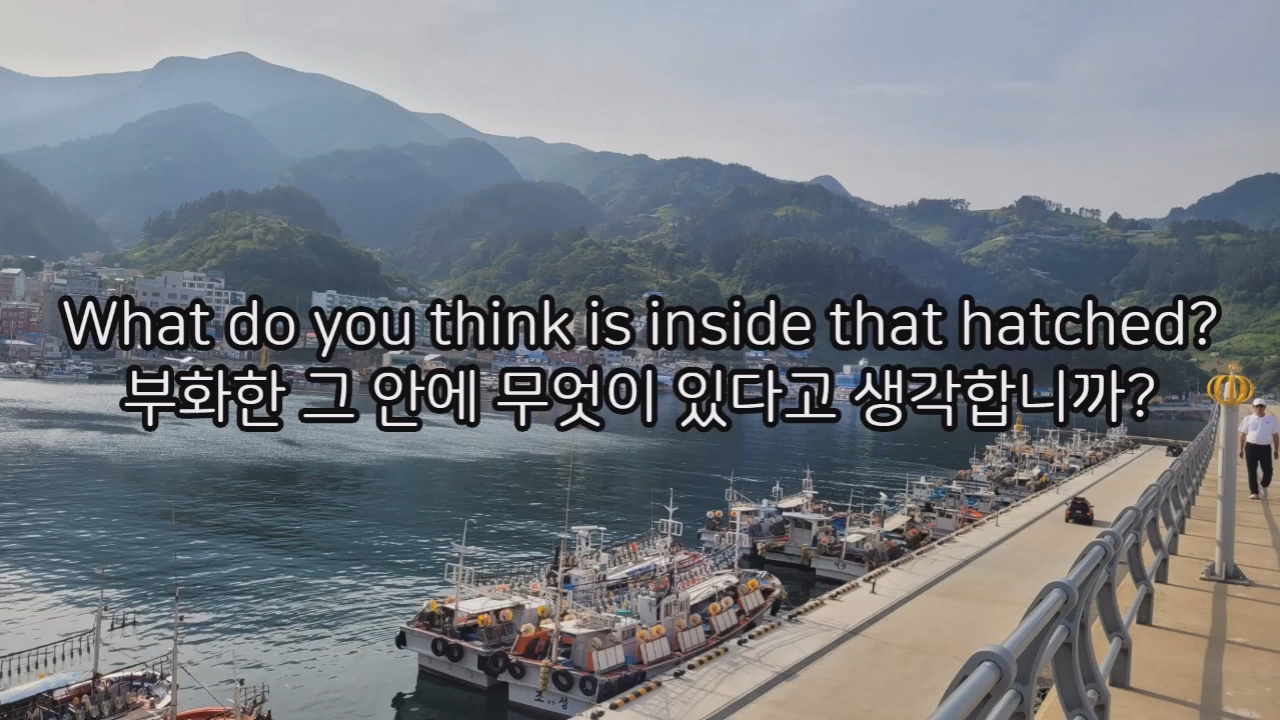 What do you think is inside that hatched?
부화한 그 안에 무엇이 있다고 생각합니까?